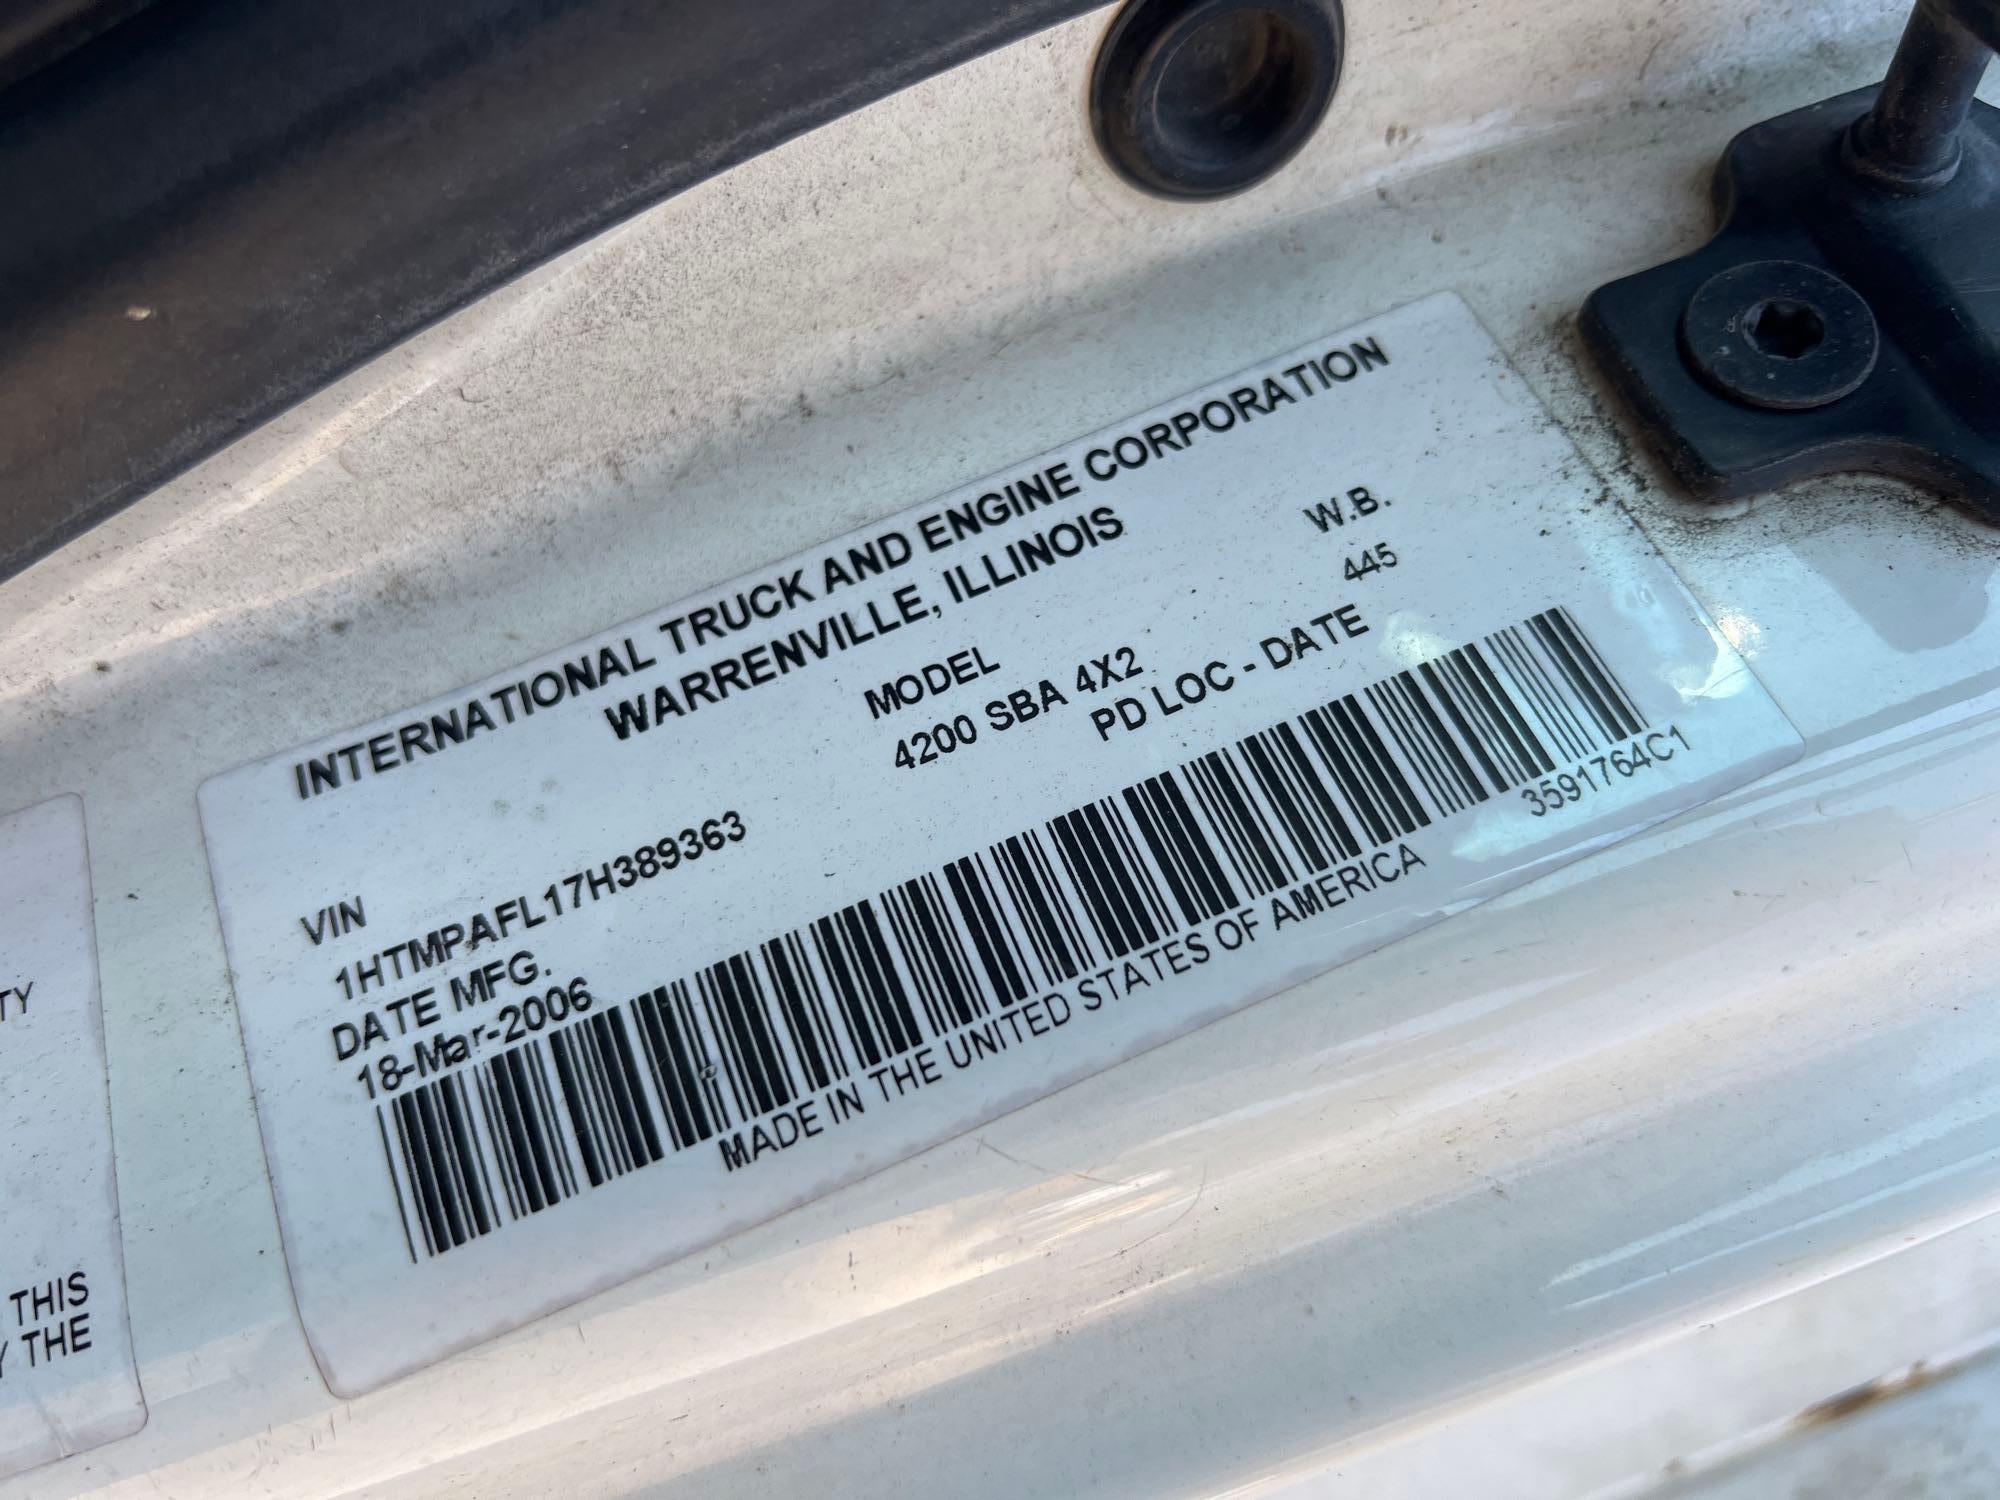 INTERNATIONAL TRUCK AND ENGINE CORPORATION
WARRENVILLE, ILLINOIS
VIN MODEL W.B.
1HTMPAFL17H389363 4200 SBA 4X2 445
DATE MFG. PD LOC - DATE
18-Mar-2006
3591764C1
MADE IN THE UNITED STATES OF AMERICA
TY
THIS
Y THE